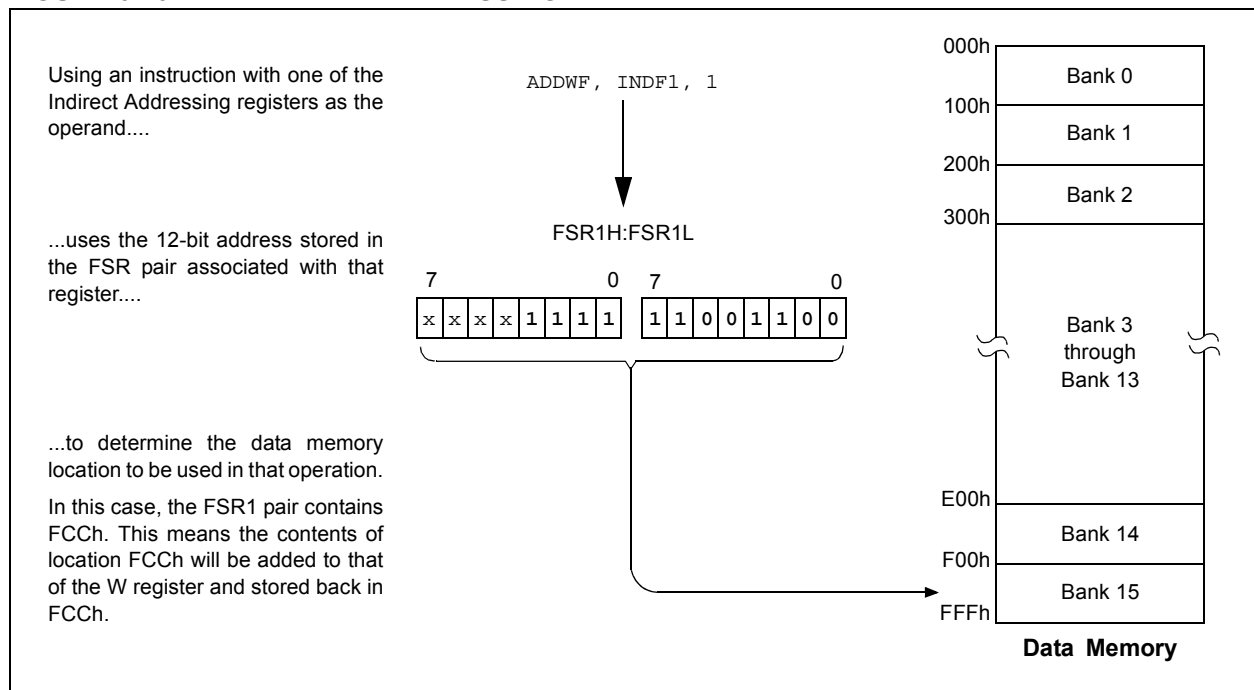 Using an instruction with one of the
Indirect Addressing registers as the
operand....
ADDWF, INDF1, 1
...uses the 12-bit address stored in
the FSR pair associated with that
register....
FSR1H:FSR1L
7 0 7 0
x x x x 1 1 1 1 1 1 0 0 1 1 0 0
...to determine the data memory
location to be used in that operation.
In this case, the FSR1 pair contains
FCCh. This means the contents of
location FCCh will be added to that
of the W register and stored back in
FCCh.
000h
Bank 0
100h
Bank 1
200h
Bank 2
300h
Bank 3
through
Bank 13
E00h
Bank 14
F00h
Bank 15
FFFh
Data Memory